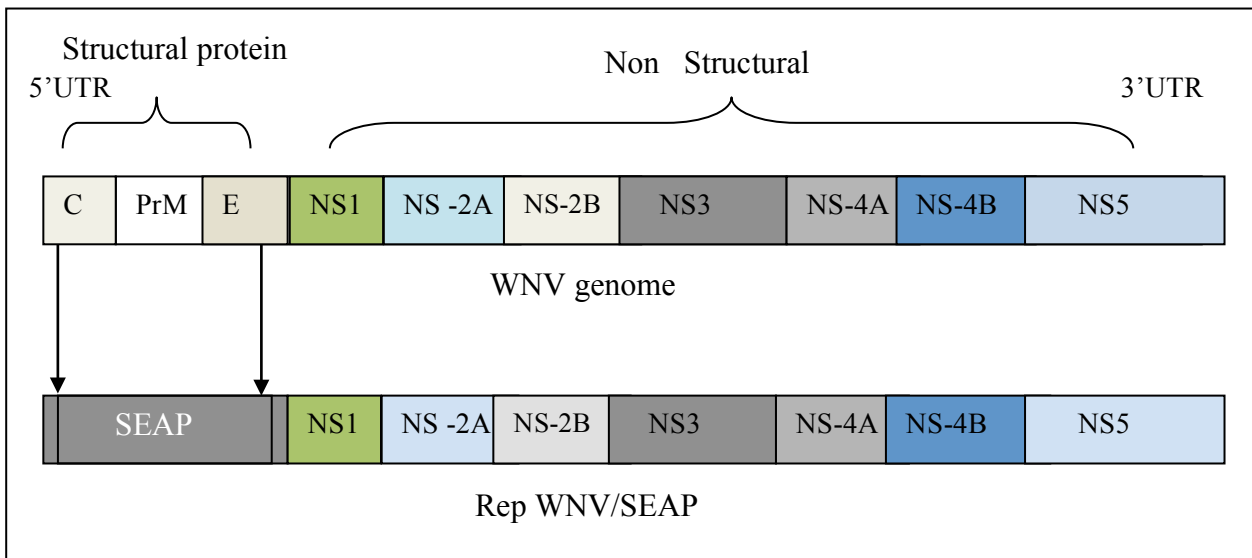 Structural protein
Non Structural
5’UTR
3’UTR
C PrM E NS1 NS -2A NS-2B NS3 NS-4A NS-4B NS5
WNV genome
SEAP NS1 NS -2A NS-2B NS3 NS-4A NS-4B NS5
Rep WNV/SEAP